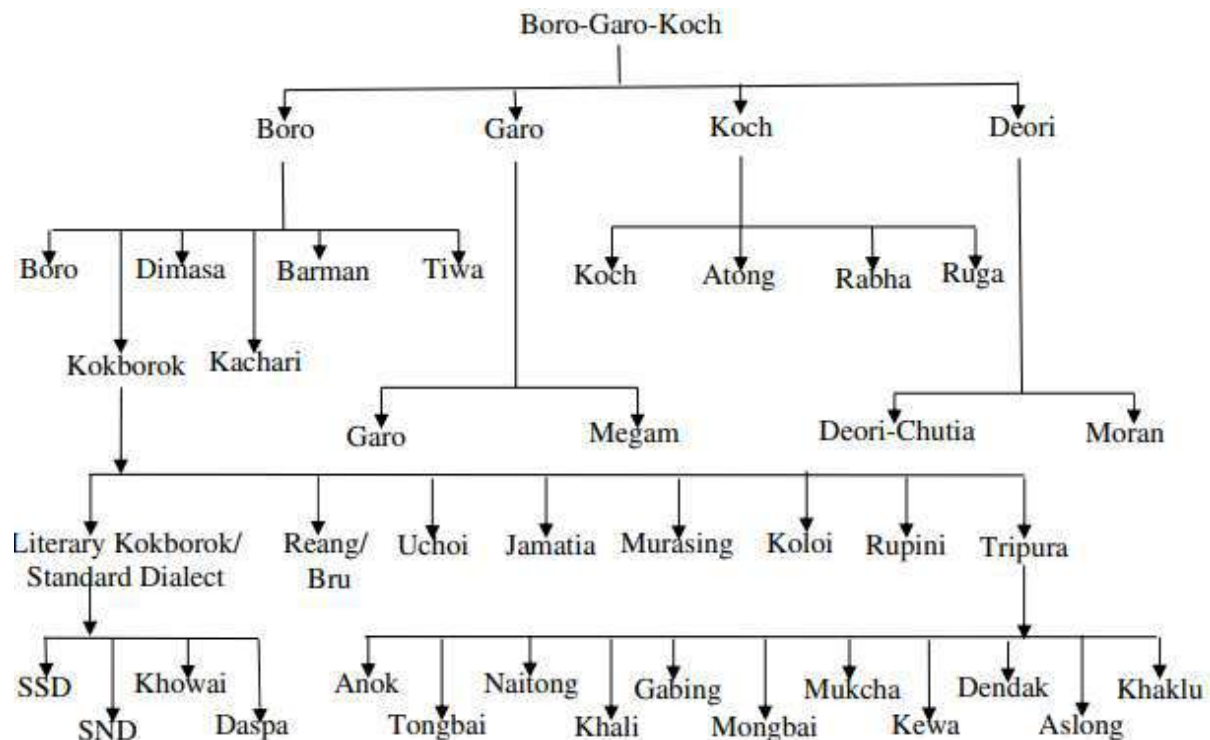 Boro-Garo-Koch
Boro Garo Koch Deori
Boro Dimasa Barman Tiwa Koch Atong Rabha Ruga
Kokborok Kachari
Garo Megam Deori-Chutia Moran
Literary Kokborok/ Reang/ Uchoi Jamatia Murasing Koloi Rupini Tripura
Standard Dialect Bru
SSD Khowai Anok Naitong Gabing Mukcha Dendak Khaklu
SND Daspa Tongbai Khali Mongbai Kewa Aslong